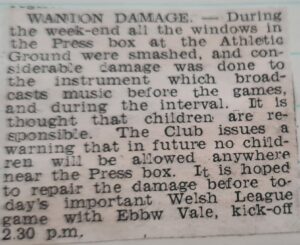 WANTON DAMAGE. — During
the week-end all the windows in
the Press box at the Athletic
Ground were smashed, and con-
siderable damage was done to
the instrument which broad-
casts music before the games,
and during the interval. It is
thought that children are re-
sponsible. The Club issues a
warning that in future no chil-
dren will be allowed anywhere
near the Press box. It is hoped
to repair the damage before to-
day's important Welsh League
game with Ebbw Vale, kick-off
2.30 p.m.